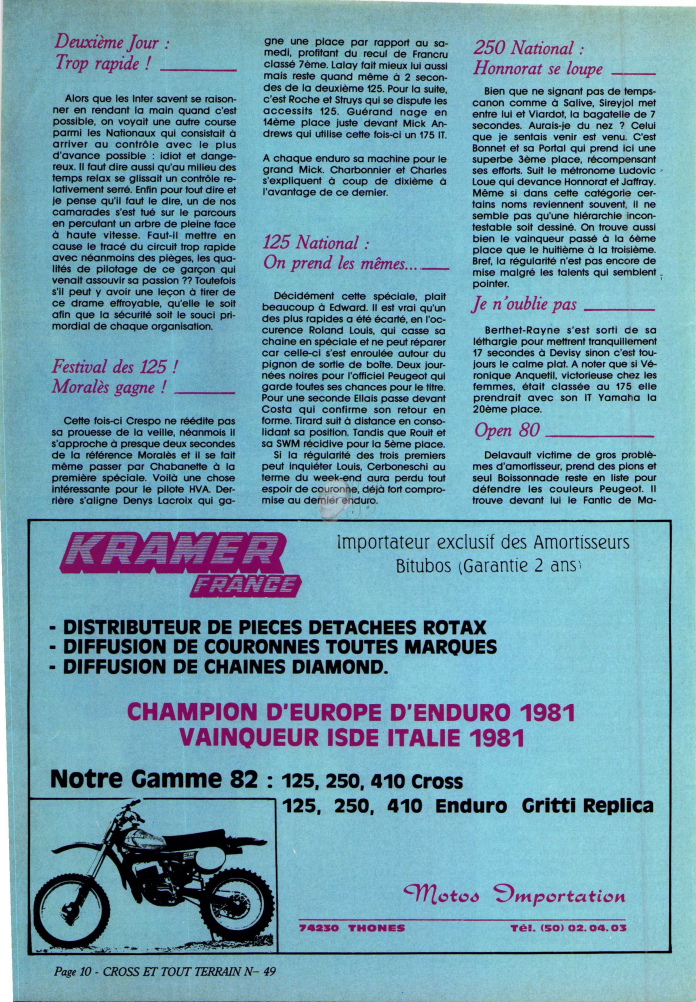 Deuxième Jour :
Trop rapide !
Alors que les Inter savent se raison-
ner en rendant la main quand c'est
possible, on voyait une autre course
parmi les Nationaux qui consistait à
arriver au contrôle avec le plus
d'avance possible : idiot et dange-
reux. Il faut dire aussi qu'au milieu des
temps relax se glissait un contrôle re-
lativement serré. Enfin pour tout dire et
je pense qu'il faut le dire, un de nos
camarades s'est tué sur le parcours
en percutant un arbre de pleine face
à haute vitesse. Faut-il mettre en
cause le tracé du circuit trop rapide
avec néanmoins des pièges, les qua-
lités de pilotage de ce garçon qui
venait assouvir sa passion ?? Toutefois
s'il peut y avoir une leçon à tirer de
ce drame effroyable, qu'elle le soit
afin que la sécurité soit le souci pri-
mordial de chaque organisation.
Festival des 125 !
Moralès gagne !
Cette fois-ci Crespo ne réédite pas
sa prouesse de la veille, néanmois il
s'approche à presque deux secondes
de la référence Moralès et il se fait
même passer par Chabanette à la
première spéciale. Voilà une chose
intéressante pour le pilote HVA. Der-
rière s'aligne Denys Lacroix qui ga-
gne une place par rapport au sa-
medi, profitant du recul de Francru
classé 7ème. Lalay fait mieux lui aussi
mais reste quand même à 2 secon-
des de la deuxième 125. Pour la suite,
c'est Roche et Struys qui se dispute les
accessits 125. Guérand nage en
14ème place juste devant Mick An-
drews qui utilise cette fois-ci un 175 IT.
A chaque enduro sa machine pour le
grand Mick. Charbonnier et Charles
s'expliquent à coup de dixième à
l'avantage de ce dernier.
125 National :
On prend les mêmes...
Décidément cette spéciale, plait
beaucoup à Edward. Il est vrai qu'un
des plus rapides a été écarté, en l'oc-
curence Roland Louis, qui casse sa
chaine en spéciale et ne peut réparer
car celle-ci s'est enroulée autour du
pignon de sortie de boîte. Deux jour-
nées noires pour l'officiel Peugeot qui
garde toutes ses chances pour le titre.
Pour une seconde Ellais passe devant
Costa qui confirme son retour en
forme. Tirard suit à distance en conso-
lidant sa position. Tandis que Rouit et
sa SWM récidive pour la 5ème place.
Si la régularité des trois premiers
peut inquiéter Louis, Cerboneschi au
terme du week-end aura perdu tout
espoir de couronne, déjà fort compro-
mise au dernier enduro.
250 National :
Honnorat se loupe
Bien que ne signant pas de temps-
canon comme à Salive, Sireyjol met
entre lui et Viardot, la bagatelle de 7
secondes. Aurais-je du nez ? Celui
que je sentais venir est venu. C'est
Bonnet et sa Portal qui prend ici une
superbe 3ème place, récompensant
ses efforts. Suit le métronome Ludovic
Loue qui devance Honorat et Jaffray.
Même si dans cette catégorie cer-
tains noms reviennent souvent, il ne
semble pas qu'une hiérarchie incon-
testable soit dessiné. On trouve aussi
bien le vainqueur passé à la 6ème
place que le huitième à la troisième.
Bref, la régularité n'est pas encore de
mise malgré les talents qui semblent
pointer.
Je n'oublie pas
Berthet-Rayne s'est sorti de sa
léthargie pour mettrent tranquillement
17 secondes à Devisy sinon c'est tou-
jours le calme plat. A noter que si Vé-
ronique Anquetil, victorieuse chez les
femmes, était classée au 175 elle
prendrait avec son IT Yamaha la
20ème place.
Open 80
Delavault victime de gros problè-
mes d'amortisseur, prend des pions et
seul Boissonnade reste en liste pour
défendre les couleurs Peugeot. Il
trouve devant lui le Fantic de Ma-
KRAMER
FRANCE
Importateur exclusif des Amortisseurs
Bitubos (Garantie 2 ans)
- DISTRIBUTEUR DE PIECES DETACHEES ROTAX
- DIFFUSION DE COURONNES TOUTES MARQUES
- DIFFUSION DE CHAINES DIAMOND.
CHAMPION D'EUROPE D'ENDURO 1981
VAINQUEUR ISDE ITALIE 1981
Notre Gamme 82 : 125, 250, 410 Cross
125, 250, 410 Enduro Gritti Replica
Motos Importation
74230 THONES Tél. (50) 02.04.03
Page 10 - CROSS ET TOUT TERRAIN N- 49